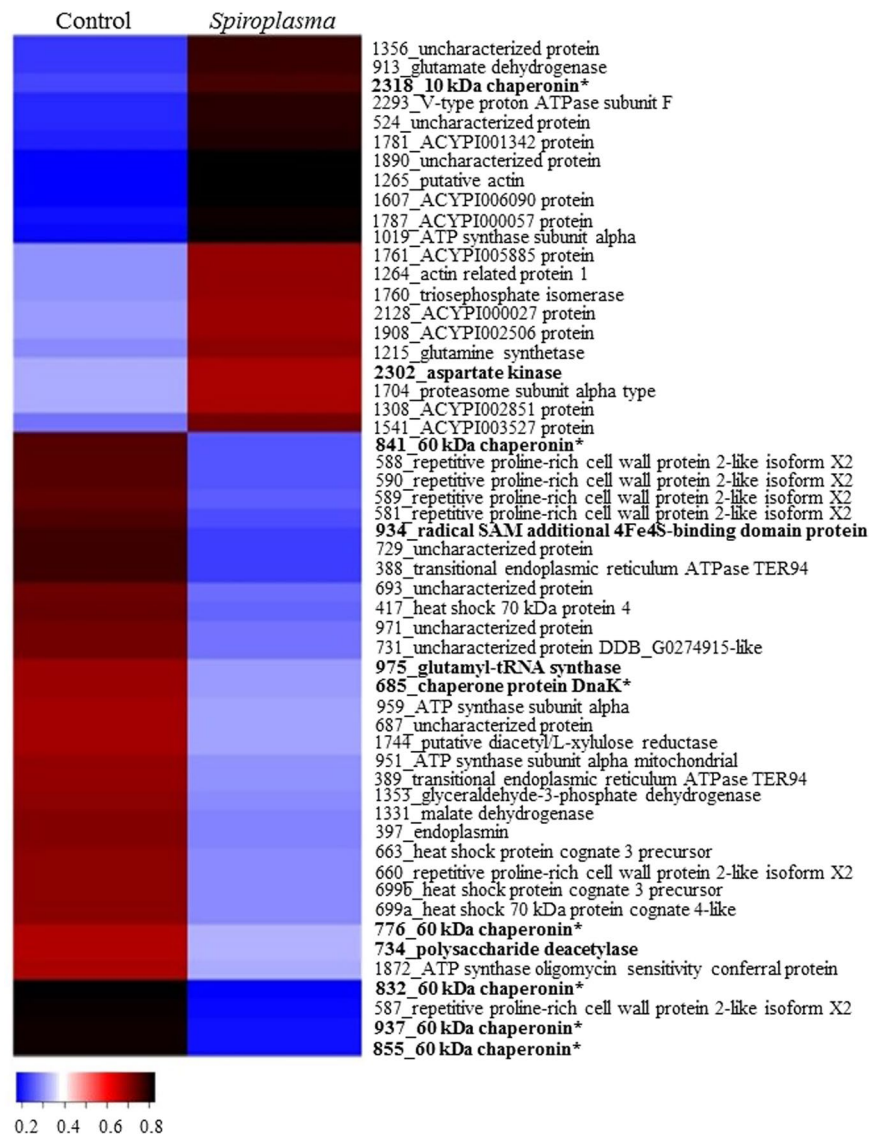 Control Spiroplasma
1356_uncharacterized protein
913_glutamate dehydrogenase
2318_10 kDa chaperonin*
2293_V-type proton ATPase subunit F
524_uncharacterized protein
1781_ACYPI001342 protein
1890_uncharacterized protein
1265_putative actin
1607_ACYPI006090 protein
1787_ACYPI000057 protein
1019_ATP synthase subunit alpha
1761_ACYPI005885 protein
1264_actin related protein 1
1760_triosephosphate isomerase
2128_ACYPI000027 protein
1908_ACYPI002506 protein
1215_glutamine synthetase
2302_aspartate kinase
1704_proteasome subunit alpha type
1308_ACYPI002851 protein
1541_ACYPI003527 protein
841_60 kDa chaperonin*
588_repetitive proline-rich cell wall protein 2-like isoform X2
590_repetitive proline-rich cell wall protein 2-like isoform X2
589_repetitive proline-rich cell wall protein 2-like isoform X2
581_repetitive proline-rich cell wall protein 2-like isoform X2
934_radical SAM additional 4Fe4S-binding domain protein
729_uncharacterized protein
388_transitional endoplasmic reticulum ATPase TER94
693_uncharacterized protein
417_heat shock 70 kDa protein 4
971_uncharacterized protein
731_uncharacterized protein DDB_G0274915-like
975_glutamyl-tRNA synthase
685_chaperone protein DnaK*
959_ATP synthase subunit alpha
687_uncharacterized protein
1744_putative diacetyl/L-xylulose reductase
951_ATP synthase subunit alpha mitochondrial
389_transitional endoplasmic reticulum ATPase TER94
1353_glyceraldehyde-3-phosphate dehydrogenase
1331_malate dehydrogenase
397_endoplasmin
663_heat shock protein cognate 3 precursor
660_repetitive proline-rich cell wall protein 2-like isoform X2
699b_heat shock protein cognate 3 precursor
699a_heat shock 70 kDa protein cognate 4-like
776_60 kDa chaperonin*
734_polysaccharide deacetylase
1872_ATP synthase oligomycin sensitivity conferral protein
832_60 kDa chaperonin*
587_repetitive proline-rich cell wall protein 2-like isoform X2
937_60 kDa chaperonin*
855_60 kDa chaperonin*
0.2 0.4 0.6 0.8